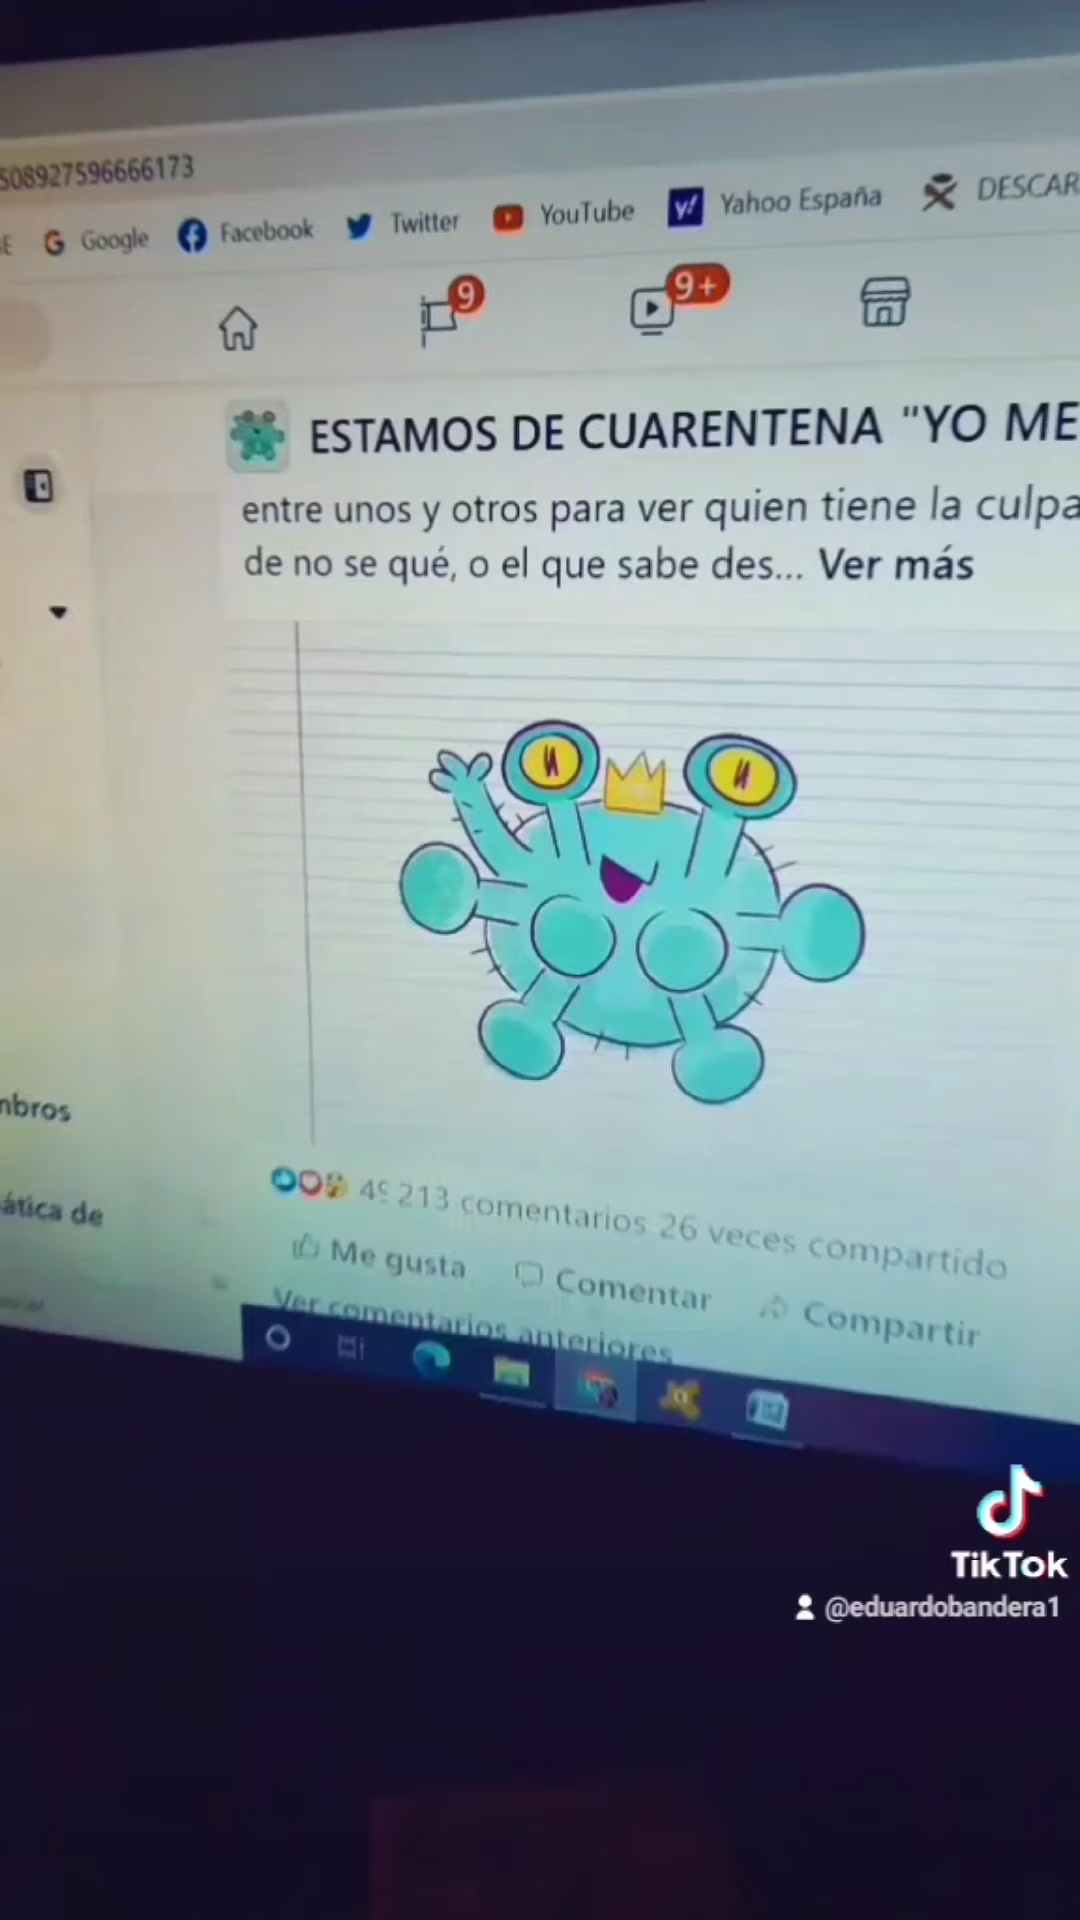 508927596666173
E Google Facebook Twitter YouTube Yahoo España DESCAR
9 9+
ESTAMOS DE CUARENTENA "YO ME
entre unos y otros para ver quien tiene la culpa
de no se qué, o el que sabe des... Ver más
mbros
213 comentarios 26 veces compartido
ática de
Me gusta Comentar Compartir
Ver comentarios anteriores
TikTok
@eduardobandera1